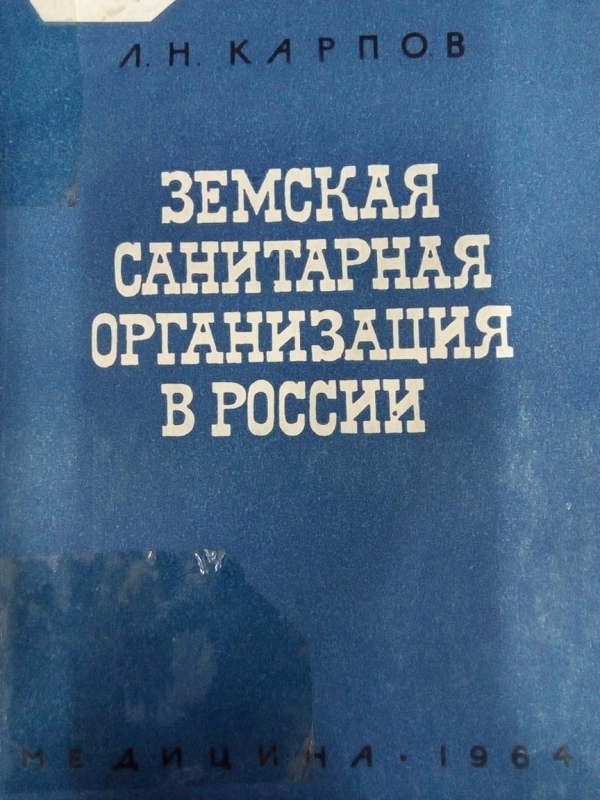 Л. Н. КАРПОВ
ЗЕМСКАЯ
САНИТАРНАЯ
ОРГАНИЗАЦИЯ
В РОССИИ
МЕДИЦИНА · 1964